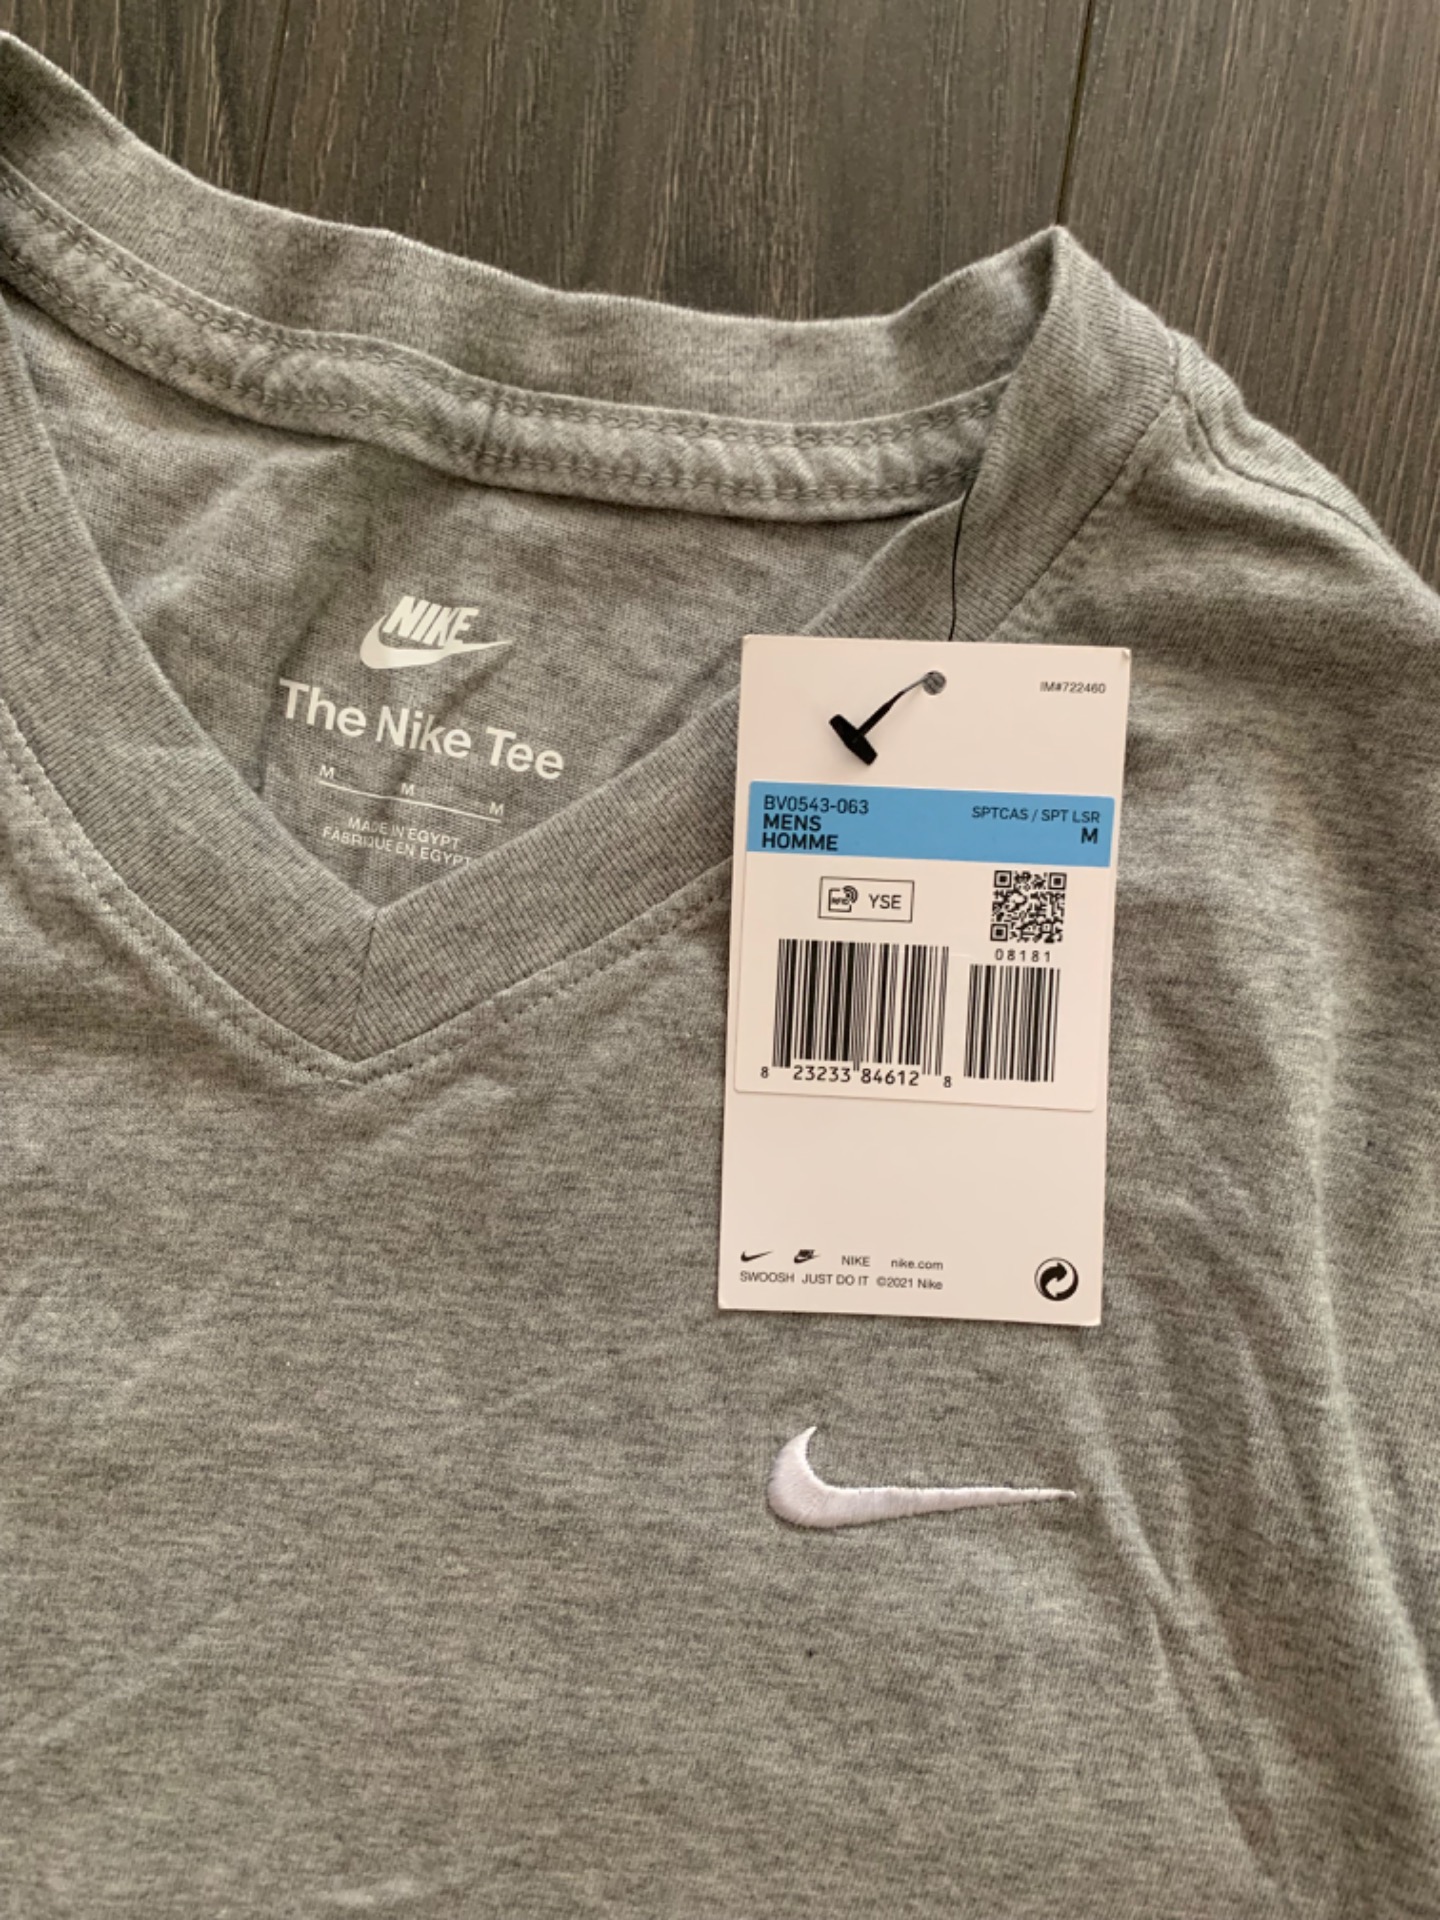 NIKE
The Nike Tee
M M M
MADE IN EGYPT
FABRIQUE EN EGYPT
IM#722460
BV0543-063
SPTCAS / SPT LSR
MENS
M
HOMME
RFID YSE
08181
8 23233 84612 8
NIKE nike.com
SWOOSH JUST DO IT ©2021 Nike